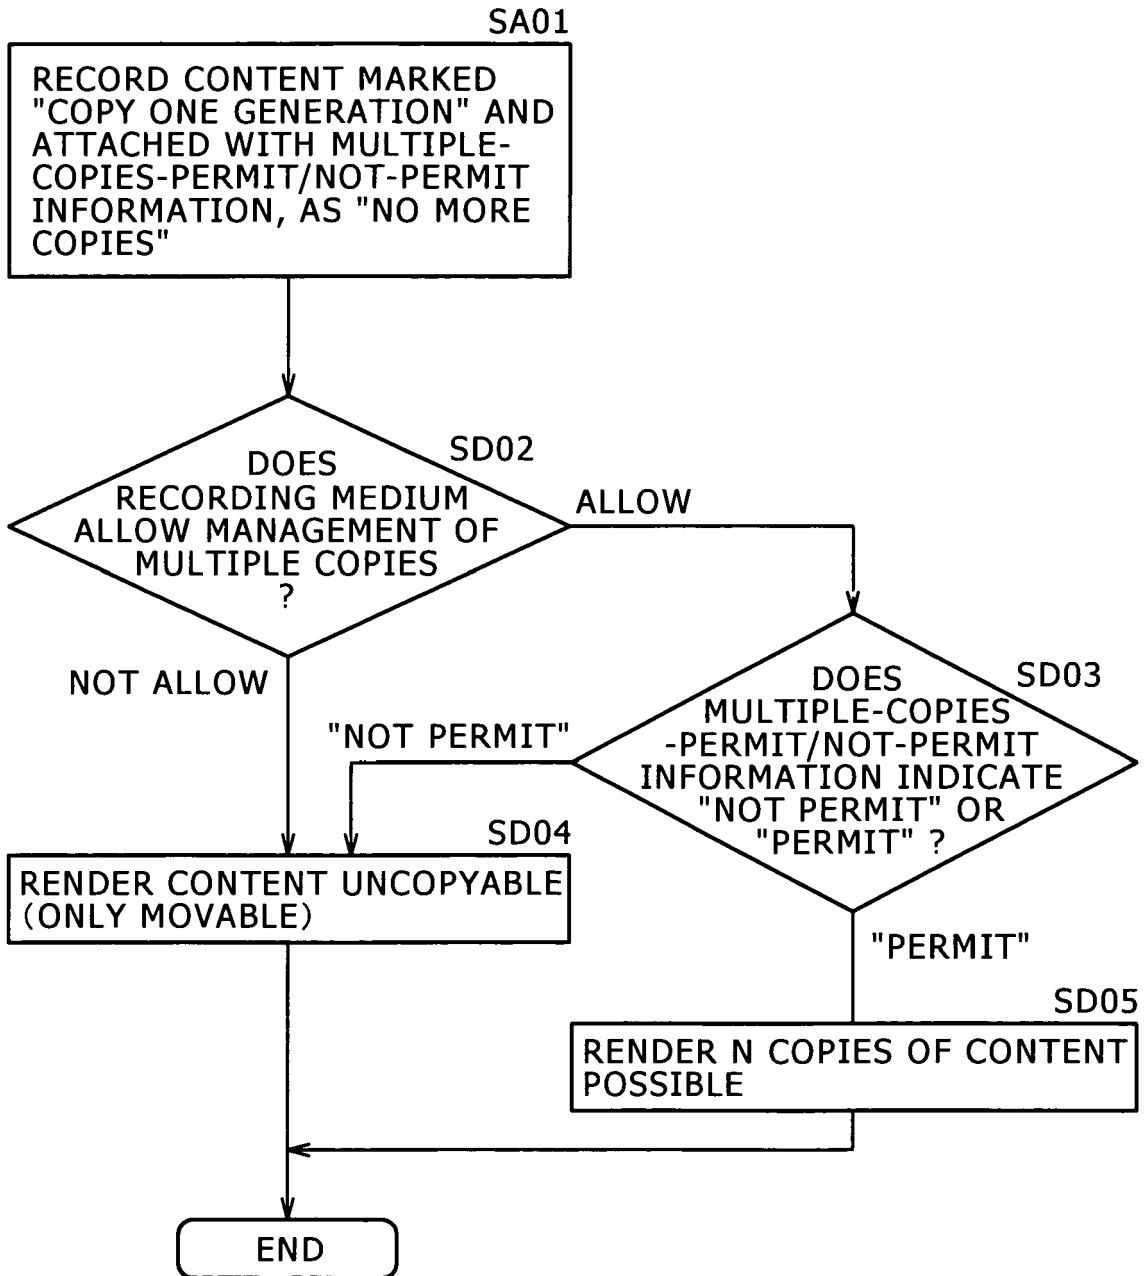 SA01
RECORD CONTENT MARKED
"COPY ONE GENERATION" AND
ATTACHED WITH MULTIPLE-
COPIES-PERMIT/NOT-PERMIT
INFORMATION, AS "NO MORE
COPIES"
SD02
DOES
RECORDING MEDIUM
ALLOW MANAGEMENT OF
MULTIPLE COPIES
?
ALLOW
NOT ALLOW
SD03
DOES
MULTIPLE-COPIES
-PERMIT/NOT-PERMIT
INFORMATION INDICATE
"NOT PERMIT" OR
"PERMIT" ?
"NOT PERMIT"
SD04
RENDER CONTENT UNCOPYABLE
(ONLY MOVABLE)
"PERMIT"
SD05
RENDER N COPIES OF CONTENT
POSSIBLE
END